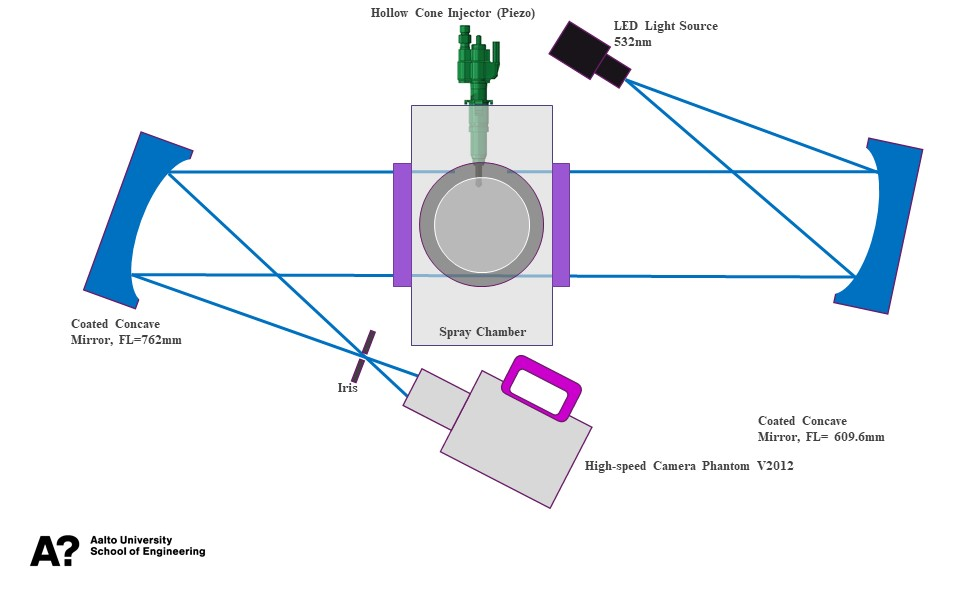 Hollow Cone Injector (Piezo)
LED Light Source
532nm
Coated Concave
Mirror, FL=762mm
Spray Chamber
Iris
Coated Concave
Mirror, FL= 609.6mm
High-speed Camera Phantom V2012
A?
Aalto University
School of Engineering